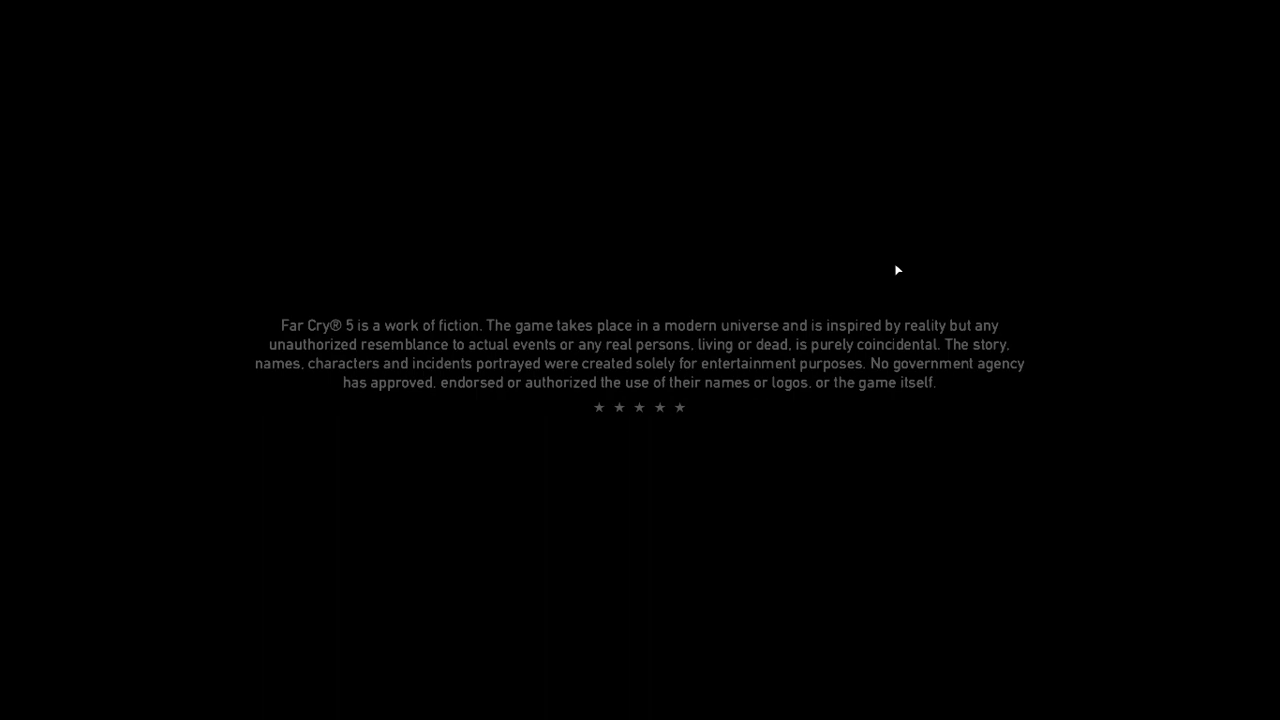 Far Cry® 5 is a work of fiction. The game takes place in a modern universe and is inspired by reality but any
unauthorized resemblance to actual events or any real persons, living or dead, is purely coincidental. The story,
names, characters and incidents portrayed were created solely for entertainment purposes. No government agency
has approved, endorsed or authorized the use of their names or logos, or the game itself.
★ ★ ★ ★ ★